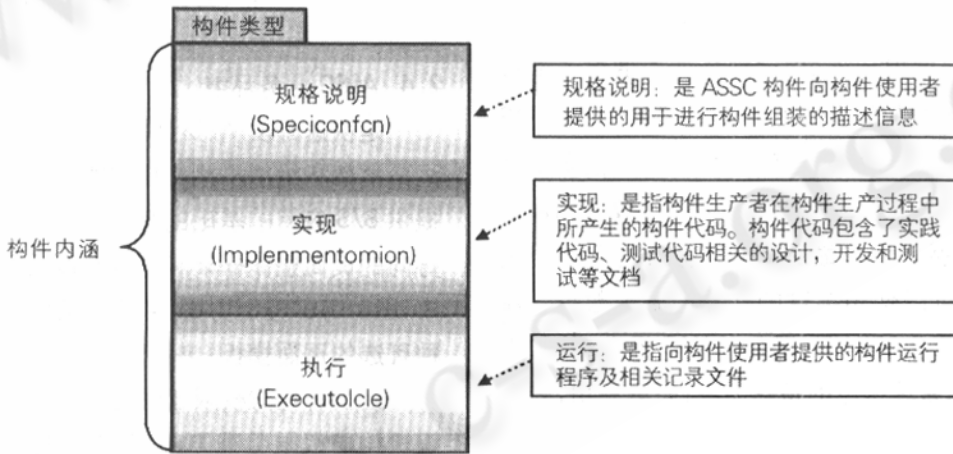 构件类型
规格说明
(Speciconfcn)
实现
(Implenmentomion)
执行
(Executolcle)
构件内涵
规格说明：是 ASSC 构件向构件使用者
提供的用于进行构件组装的描述信息
实现：是指构件生产者在构件生产过程中
所产生的构件代码。构件代码包含了实践
代码、测试代码相关的设计，开发和测
试等文档
运行：是指向构件使用者提供的构件运行
程序及相关记录文件
c-s-a.org.